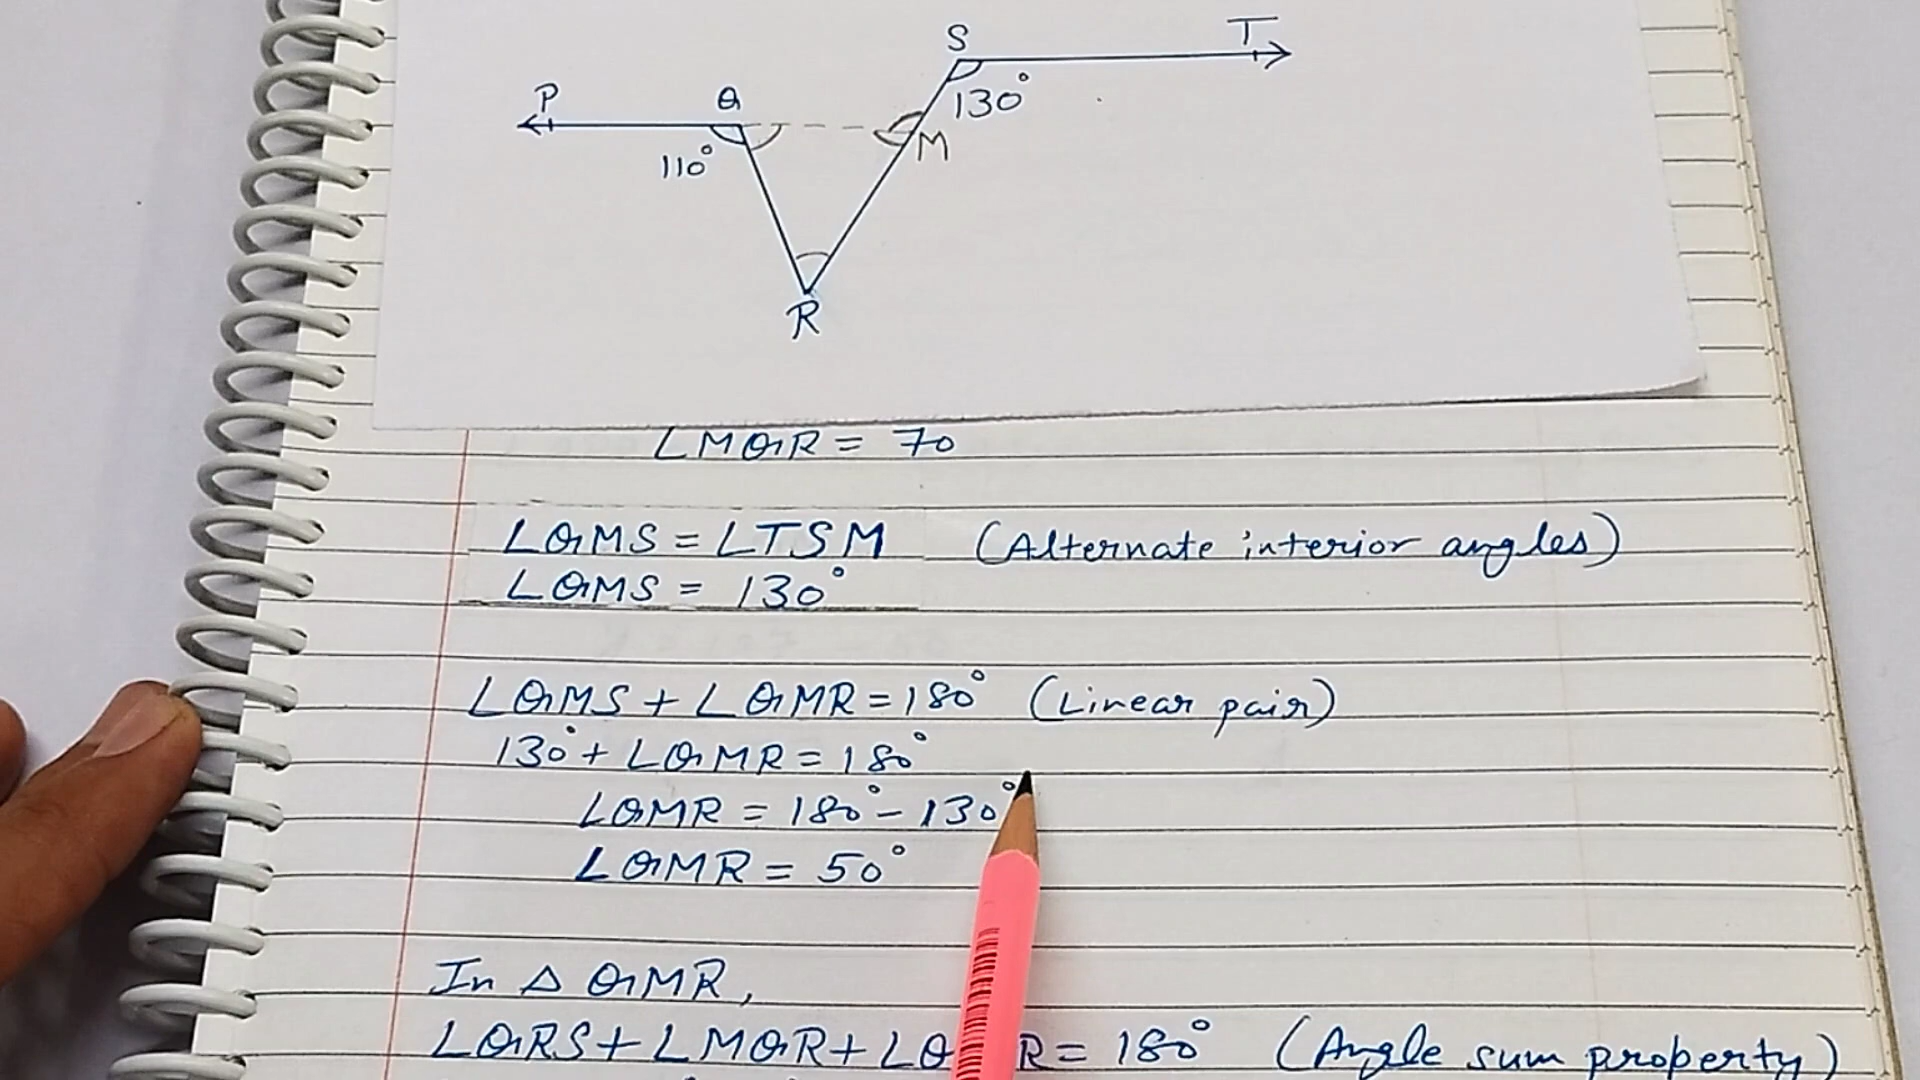 S T
P Q 130°
110° M
R
∠MQR = 70
∠QMS = ∠TSM (Alternate interior angles)
∠QMS = 130°
∠QMS + ∠QMR = 180° (Linear pair)
130° + ∠QMR = 180°
∠QMR = 180° - 130°
∠QMR = 50°
In △ QMR,
∠QRS + ∠MQR + ∠Q R = 180° (Angle sum property)